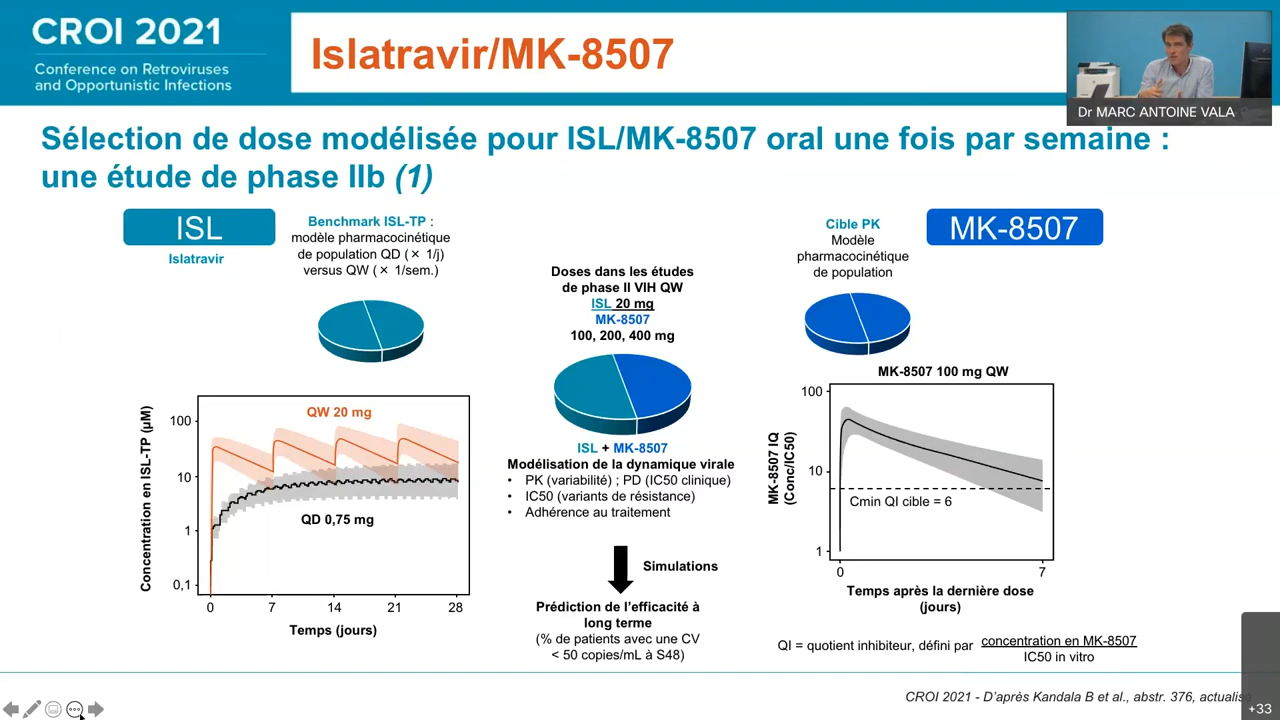 CROI 2021
Conference on Retroviruses
and Opportunistic Infections
Islatravir/MK-8507
Dr MARC ANTOINE VALA
Sélection de dose modélisée pour ISL/MK-8507 oral une fois par semaine :
une étude de phase IIb (1)
ISL
Islatravir
Benchmark ISL-TP :
modèle pharmacocinétique
de population QD (× 1/j)
versus QW (× 1/sem.)
Doses dans les études
de phase II VIH QW
ISL 20 mg
MK-8507
100, 200, 400 mg
Cible PK
Modèle
pharmacocinétique
de population
MK-8507
Concentration en ISL-TP (µM)
100
10
1
0,1
QW 20 mg
QD 0,75 mg
0
7
14
21
28
Temps (jours)
ISL + MK-8507
Modélisation de la dynamique virale
• PK (variabilité) ; PD (IC50 clinique)
• IC50 (variants de résistance)
• Adhérence au traitement
Simulations
Prédiction de l’efficacité à
long terme
(% de patients avec une CV
< 50 copies/mL à S48)
MK-8507 100 mg QW
MK-8507 IQ
(Conc/IC50)
100
10
1
Cmin QI cible = 6
0
7
Temps après la dernière dose
(jours)
QI = quotient inhibiteur, défini par concentration en MK-8507
IC50 in vitro
CROI 2021 - D’après Kandala B et al., abstr. 376, actualis
+33